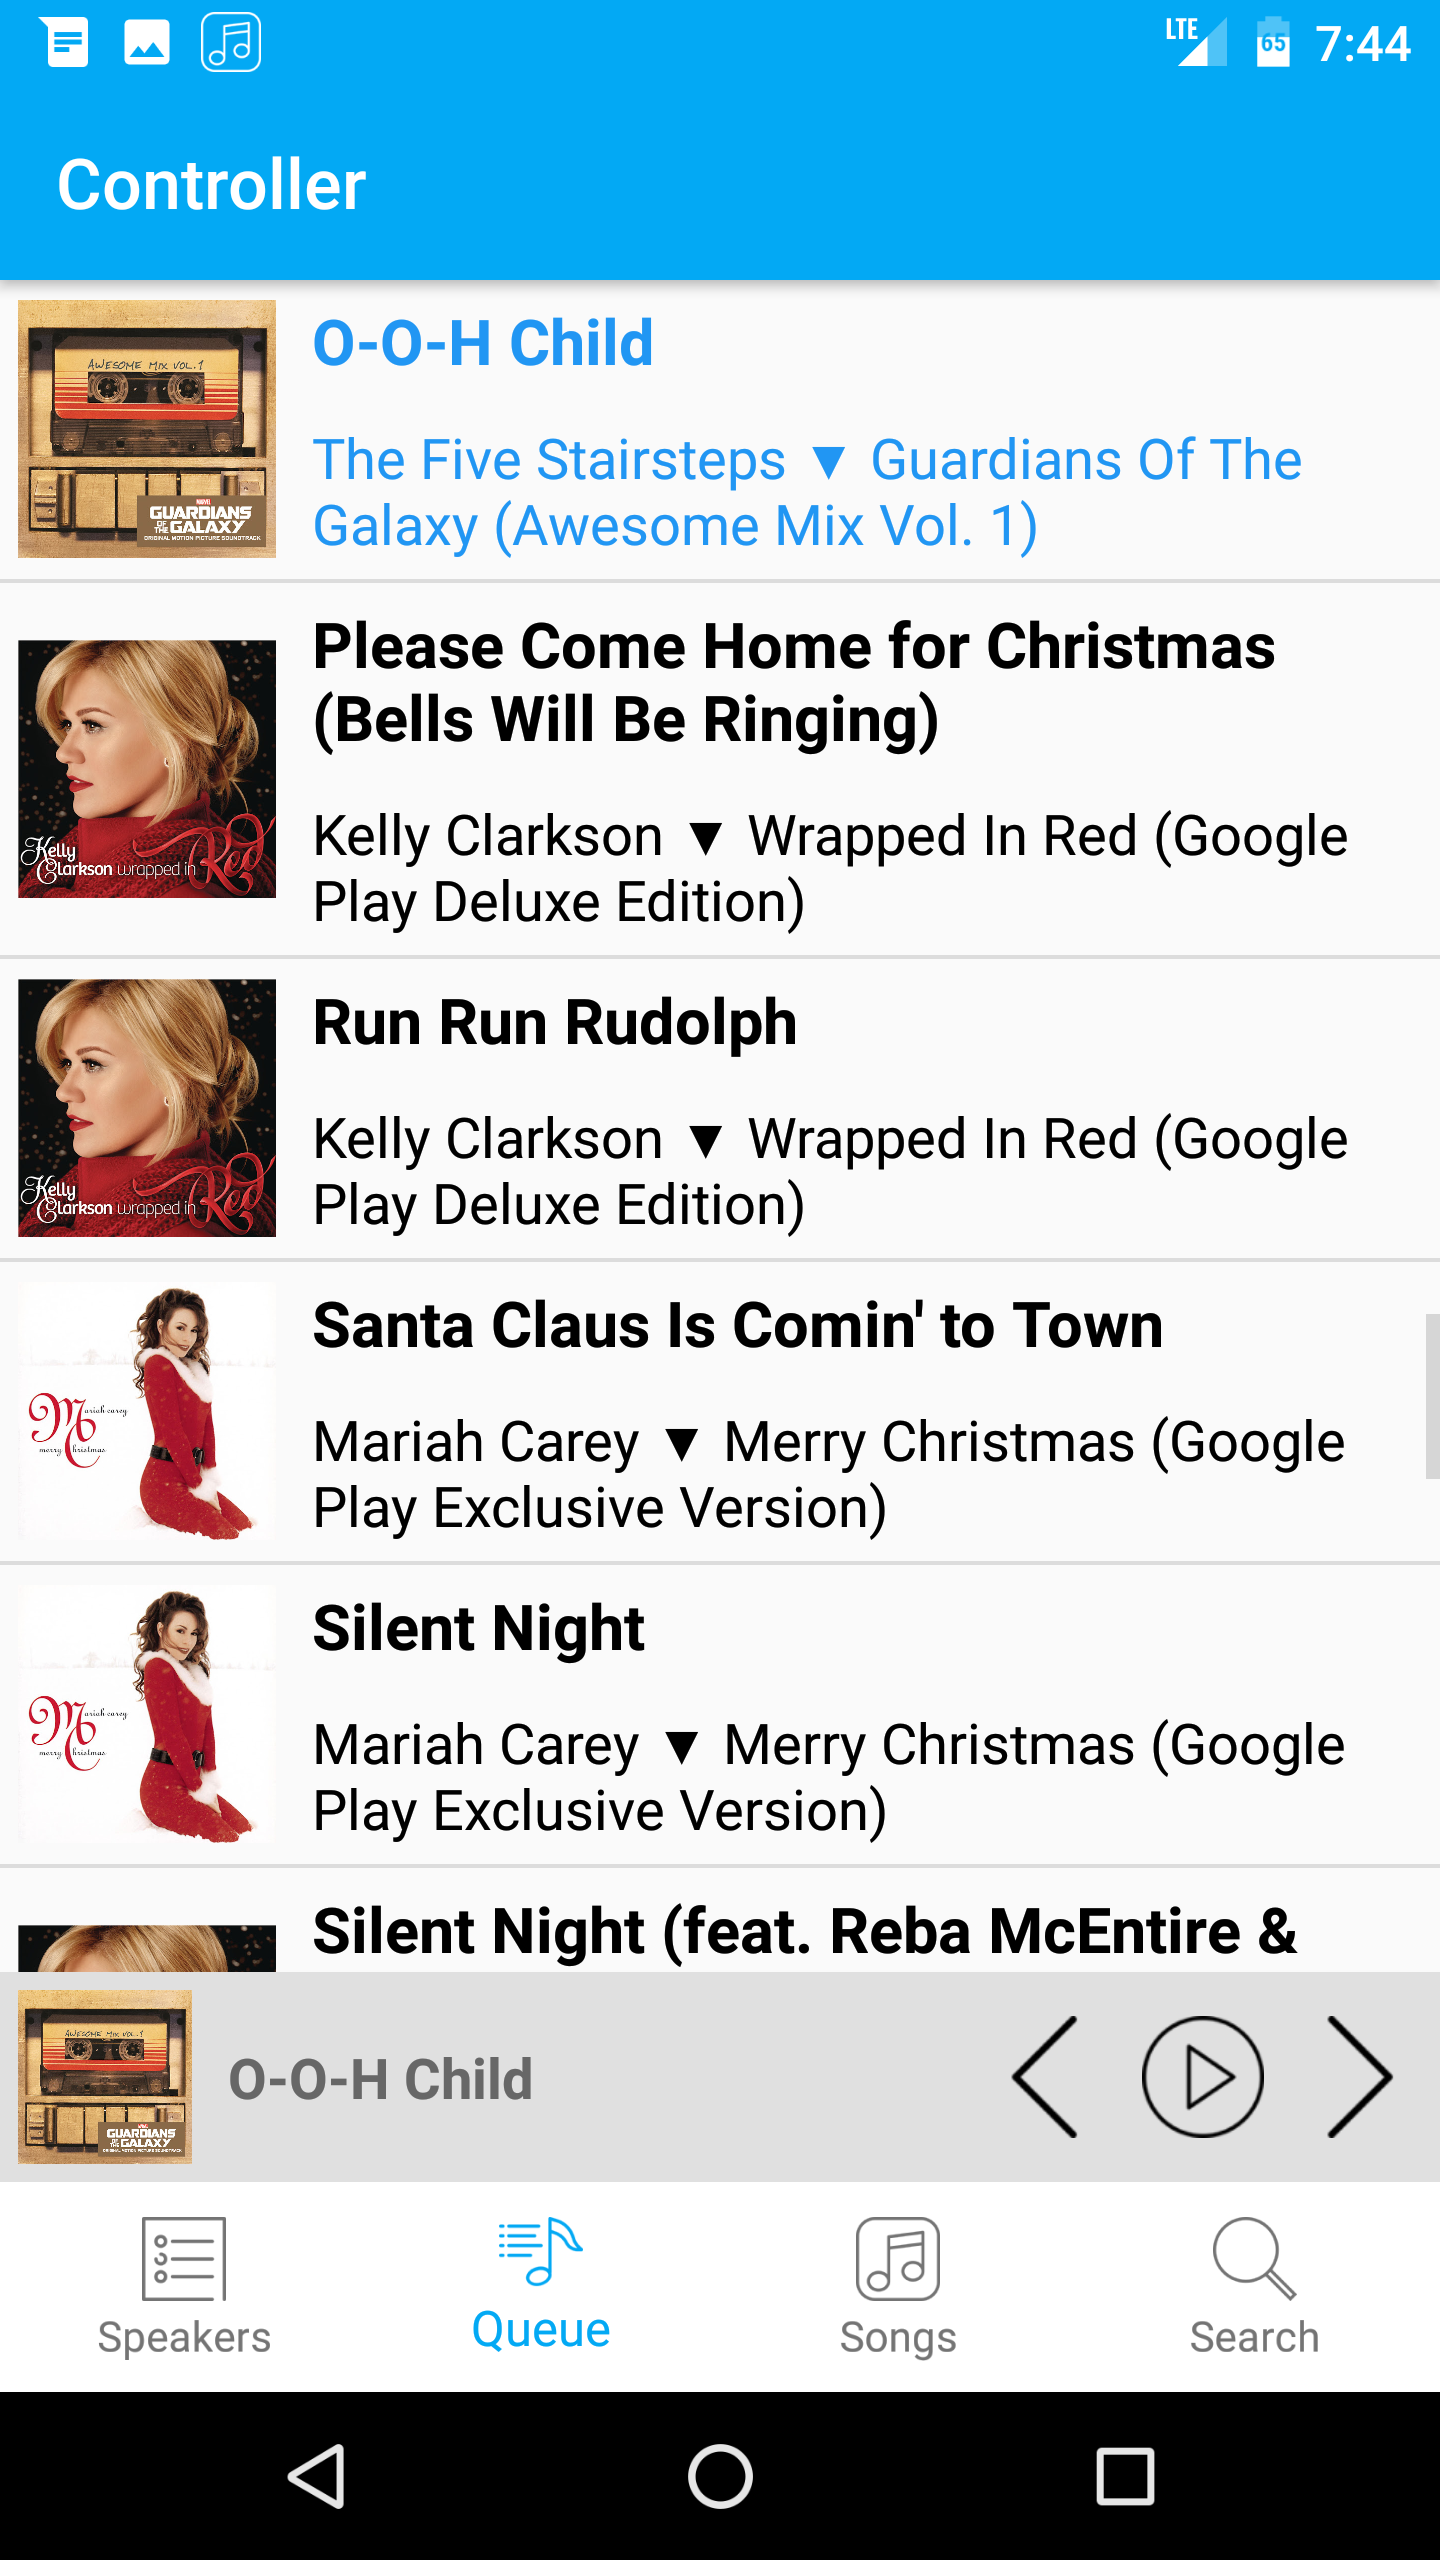 LTE 65 7:44
Controller
AWESOME MIX VOL. 1
MARVEL
GUARDIANS
OF THE
GALAXY
ORIGINAL MOTION PICTURE SOUNDTRACK
O-O-H Child
The Five Stairsteps ▼ Guardians Of The
Galaxy (Awesome Mix Vol. 1)
Kelly
Clarkson wrapped in Red
Please Come Home for Christmas
(Bells Will Be Ringing)
Kelly Clarkson ▼ Wrapped In Red (Google
Play Deluxe Edition)
Kelly
Clarkson wrapped in Red
Run Run Rudolph
Kelly Clarkson ▼ Wrapped In Red (Google
Play Deluxe Edition)
Mariah carey
merry Christmas
Santa Claus Is Comin' to Town
Mariah Carey ▼ Merry Christmas (Google
Play Exclusive Version)
Mariah carey
merry Christmas
Silent Night
Mariah Carey ▼ Merry Christmas (Google
Play Exclusive Version)
Silent Night (feat. Reba McEntire &
AWESOME MIX VOL. 1
GUARDIANS
OF THE
GALAXY
ORIGINAL MOTION PICTURE SOUNDTRACK
O-O-H Child
Speakers
Queue
Songs
Search